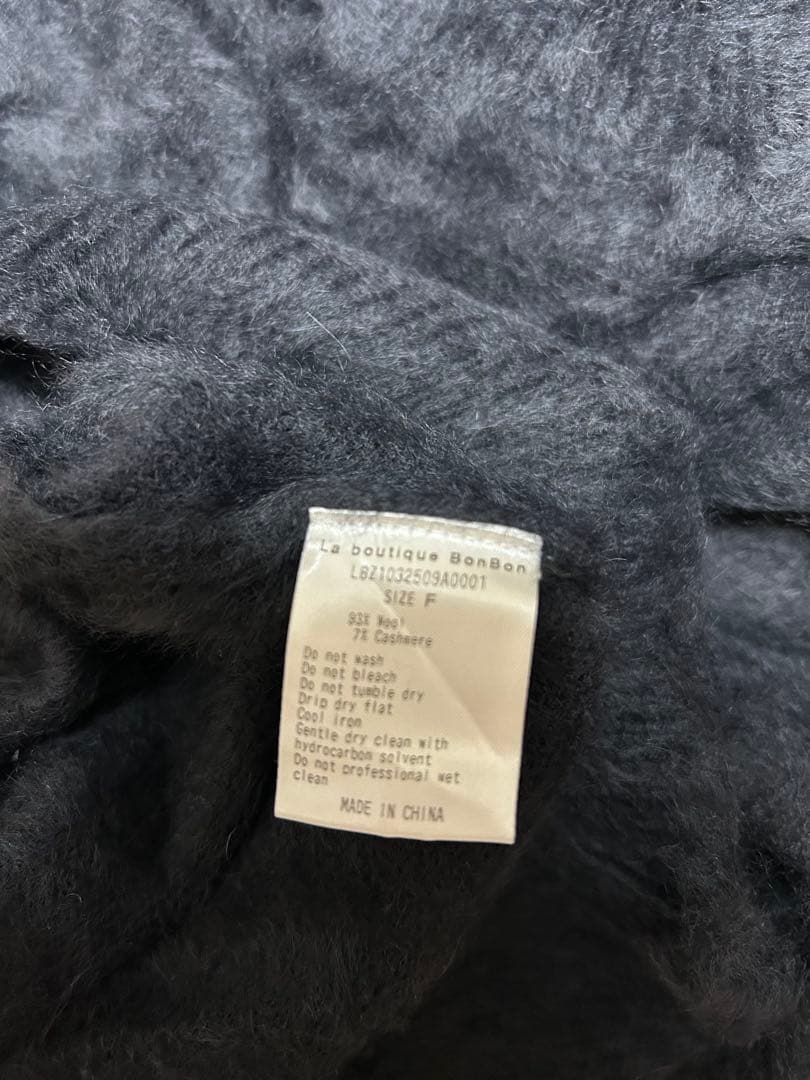 La boutique BonBon
LBZ1032509A0001
SIZE F
93% Wool
7% Cashmere
Do not wash
Do not bleach
Do not tumble dry
Drip dry flat
Cool iron
Gentle dry clean with
hydrocarbon solvent
Do not professional wet
clean
MADE IN CHINA